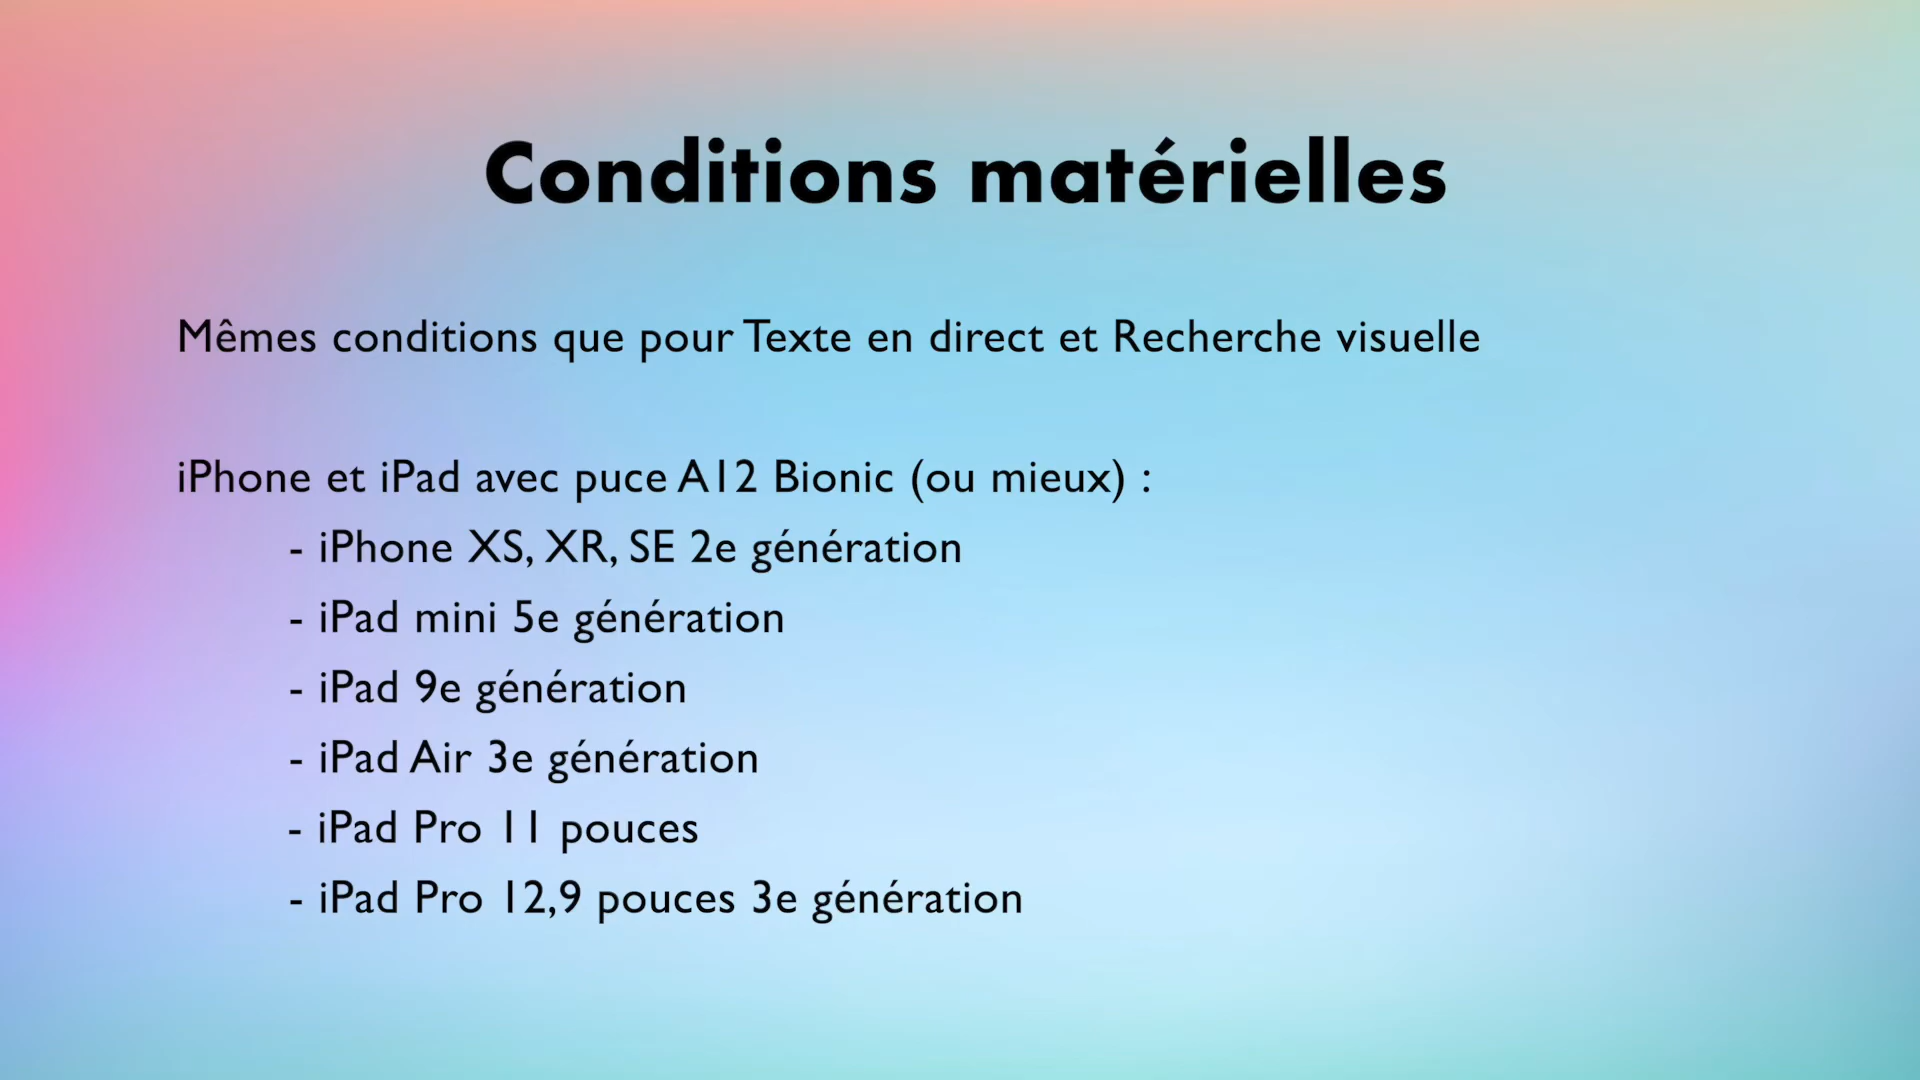 Conditions matérielles
Mêmes conditions que pour Texte en direct et Recherche visuelle
iPhone et iPad avec puce A12 Bionic (ou mieux) :
- iPhone XS, XR, SE 2e génération
- iPad mini 5e génération
- iPad 9e génération
- iPad Air 3e génération
- iPad Pro 11 pouces
- iPad Pro 12,9 pouces 3e génération